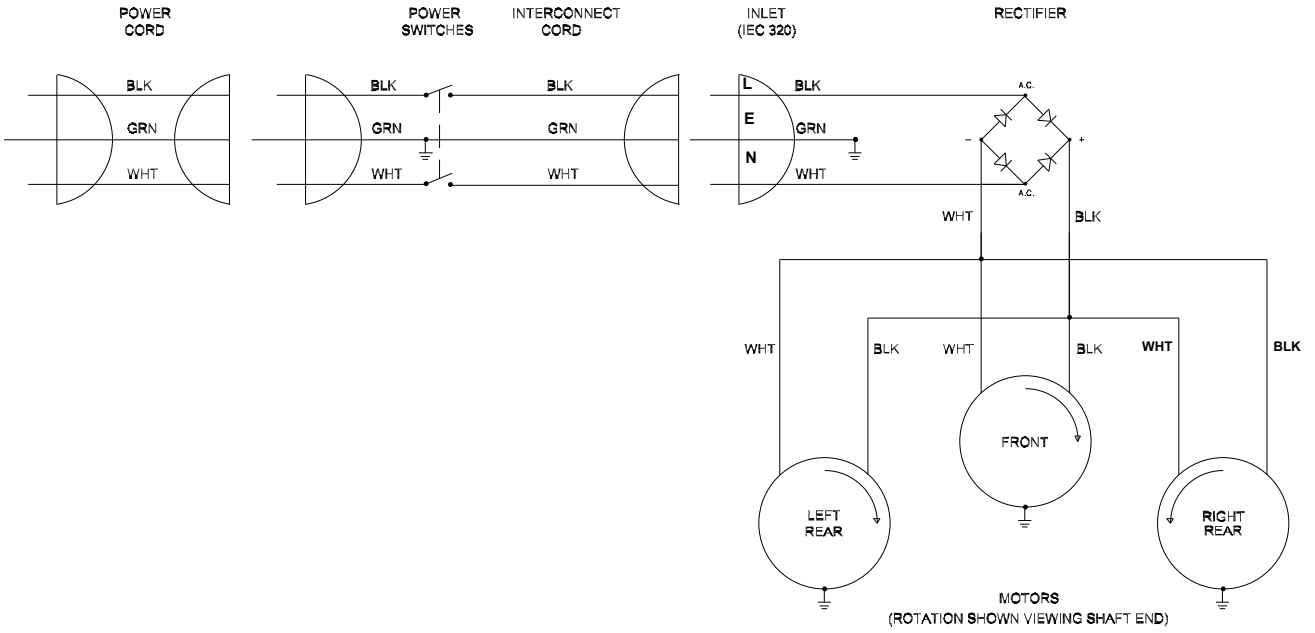 POWER
CORD
POWER
SWITCHES
INTERCONNECT
CORD
INLET
(IEC 320)
RECTIFIER
BLK
BLK
BLK
L
BLK
A.C.
GRN
GRN
GRN
E
GRN
-
+
WHT
WHT
WHT
N
WHT
A.C.
WHT
BLK
WHT
BLK
WHT
BLK
WHT
BLK
FRONT
LEFT
REAR
RIGHT
REAR
MOTORS
(ROTATION SHOWN VIEWING SHAFT END)